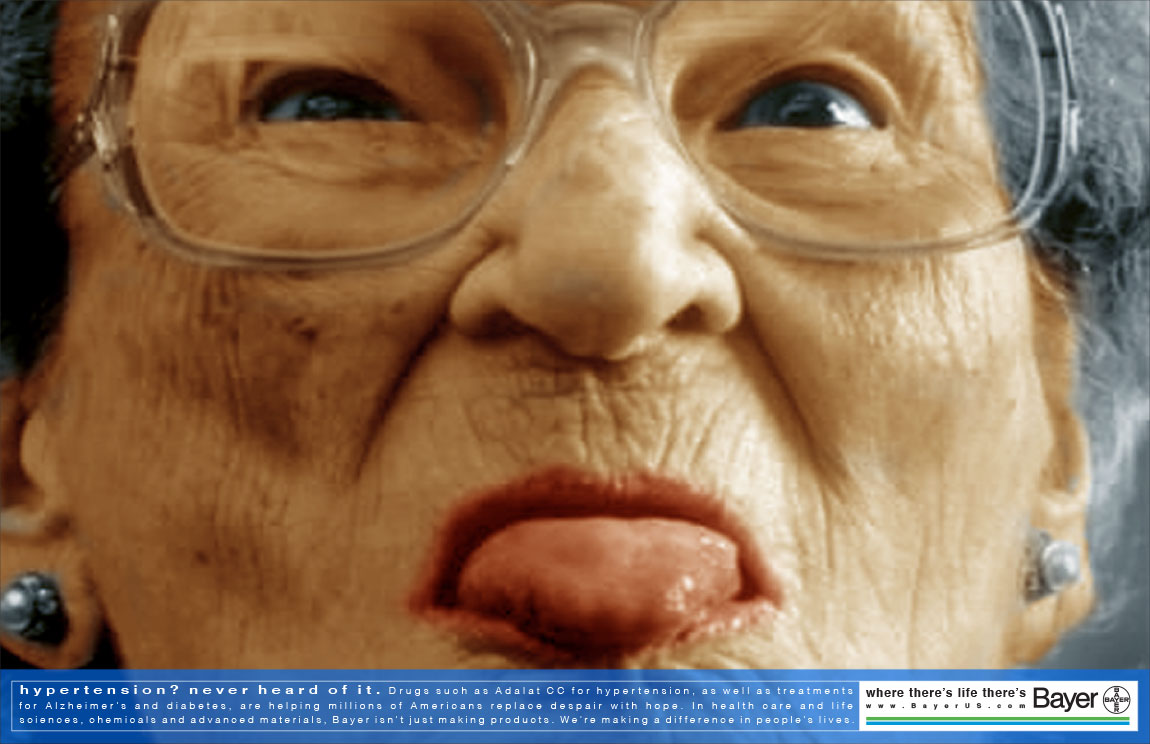 hypertension? never heard of it. Drugs such as Adalat CC for hypertension, as well as treatments
for Alzheimer's and diabetes, are helping millions of Americans replace despair with hope. In health care and life
sciences, chemicals and advanced materials, Bayer isn't just making products. We're making a difference in people's lives.
where there's life there's
www.BayerUS.com
Bayer
BAYER
BAYER